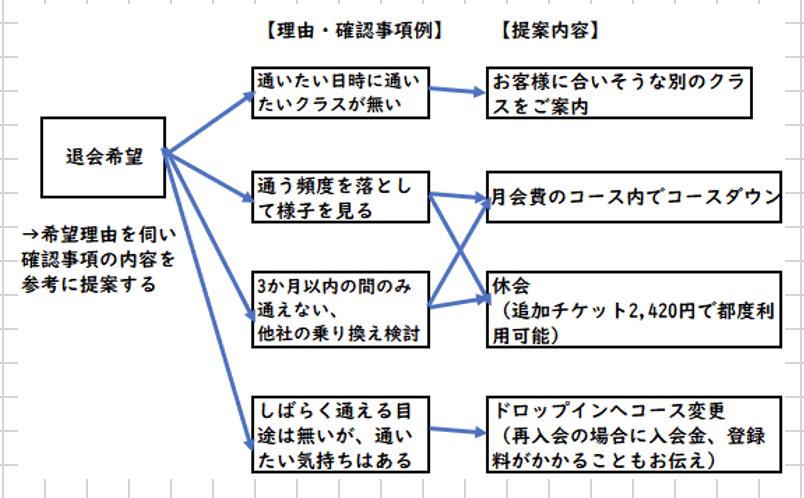 【理由・確認事項例】
【提案内容】
退会希望
→希望理由を伺い
確認事項の内容を
参考に提案する
通いたい日時に通い
たいクラスが無い
お客様に合いそうな別のクラ
スをご案内
通う頻度を落とし
て様子を見る
月会費のコース内でコースダウン
3か月以内の間のみ
通えない、
他社の乗り換え検討
休会
（追加チケット2,420円で都度利
用可能）
しばらく通える目
途は無いが、通い
たい気持ちはある
ドロップインへコース変更
（再入会の場合に入会金、登録
料がかかることもお伝え）